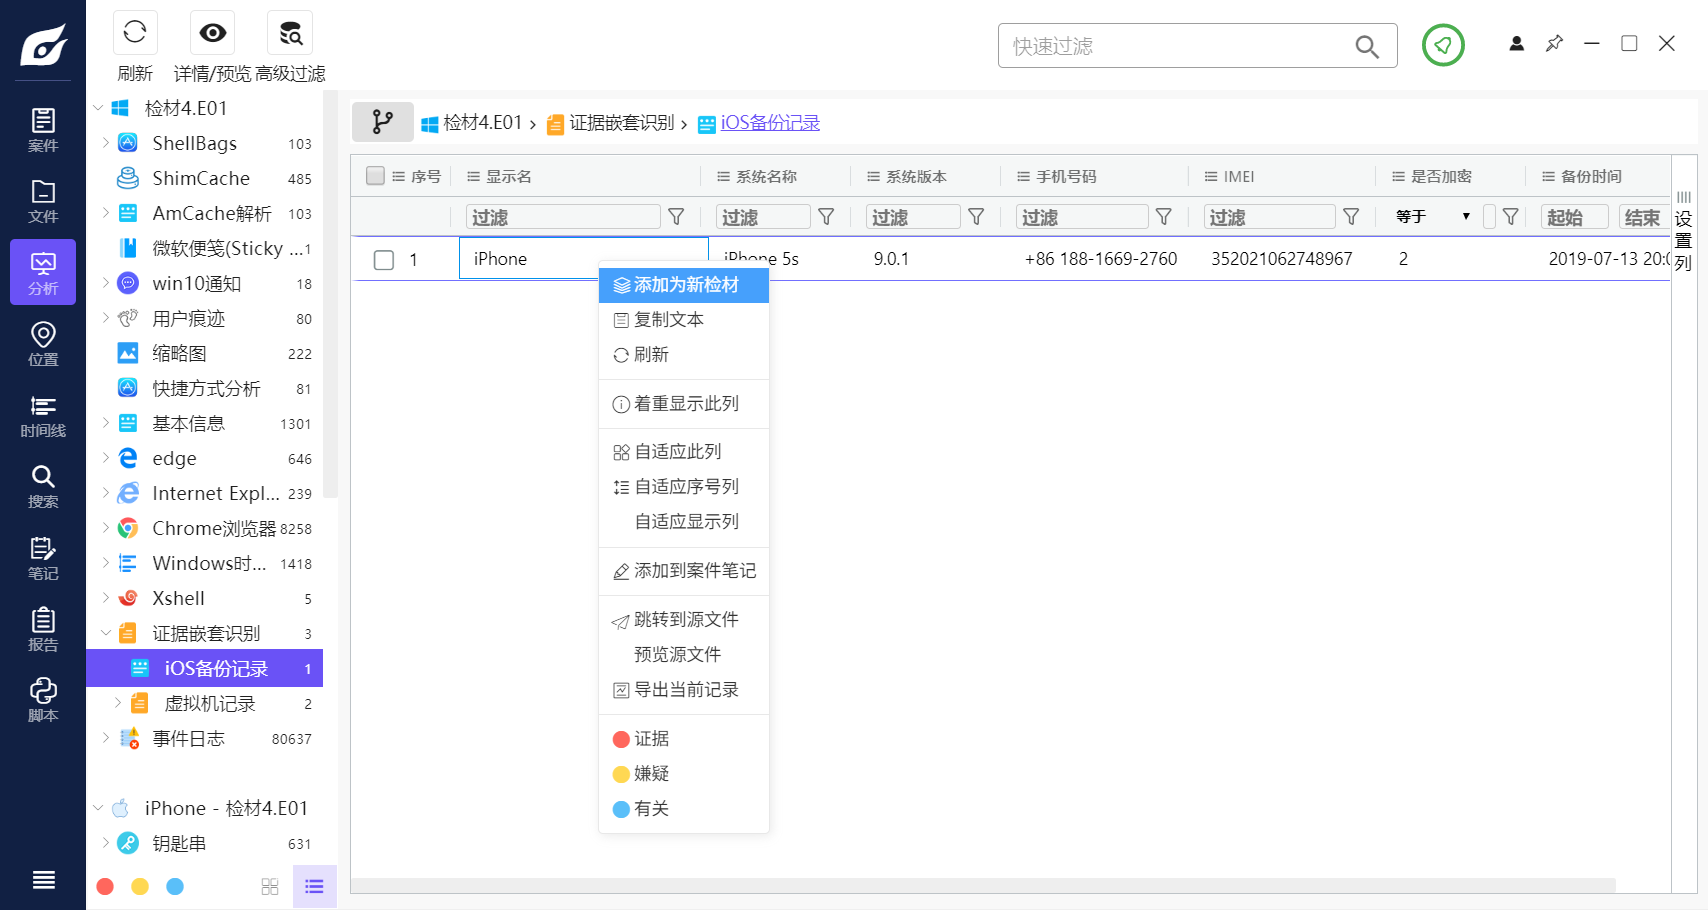 刷新
详情/预览
高级过滤
快速过滤
案件
文件
分析
位置
时间线
搜索
笔记
报告
脚本
检材4.E01
ShellBags 103
ShimCache 485
AmCache解析 103
微软便笺(Sticky ... 1
win10通知 18
用户痕迹 80
缩略图 222
快捷方式分析 81
基本信息 1301
edge 646
Internet Expl... 239
Chrome浏览器 8258
Windows时... 1418
Xshell 5
证据嵌套识别 3
iOS备份记录 1
虚拟机记录 2
事件日志 80637
iPhone - 检材4.E01
钥匙串 631
检材4.E01 › 证据嵌套识别 › iOS备份记录
序号 显示名 系统名称 系统版本 手机号码 IMEI 是否加密 备份时间
过滤 过滤 过滤 过滤 过滤 等于 起始 结束
1 iPhone iPhone 5s 9.0.1 +86 188-1669-2760 352021062748967 2 2019-07-13 20:0
设置列
添加为新检材
复制文本
刷新
着重显示此列
自适应此列
自适应序号列
自适应显示列
添加到案件笔记
跳转到源文件
预览源文件
导出当前记录
证据
嫌疑
有关